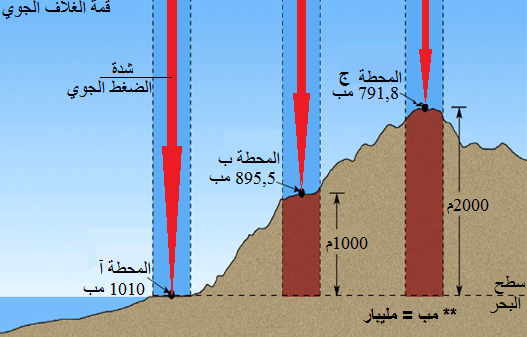 قمة الغلاف الجوي
شدة
الضغط الجوي
المحطة ج
791,8 مب
المحطة ب
895,5 مب
2000م
1000م
المحطة آ
1010 مب
سطح
البحر
** مب = مليبار